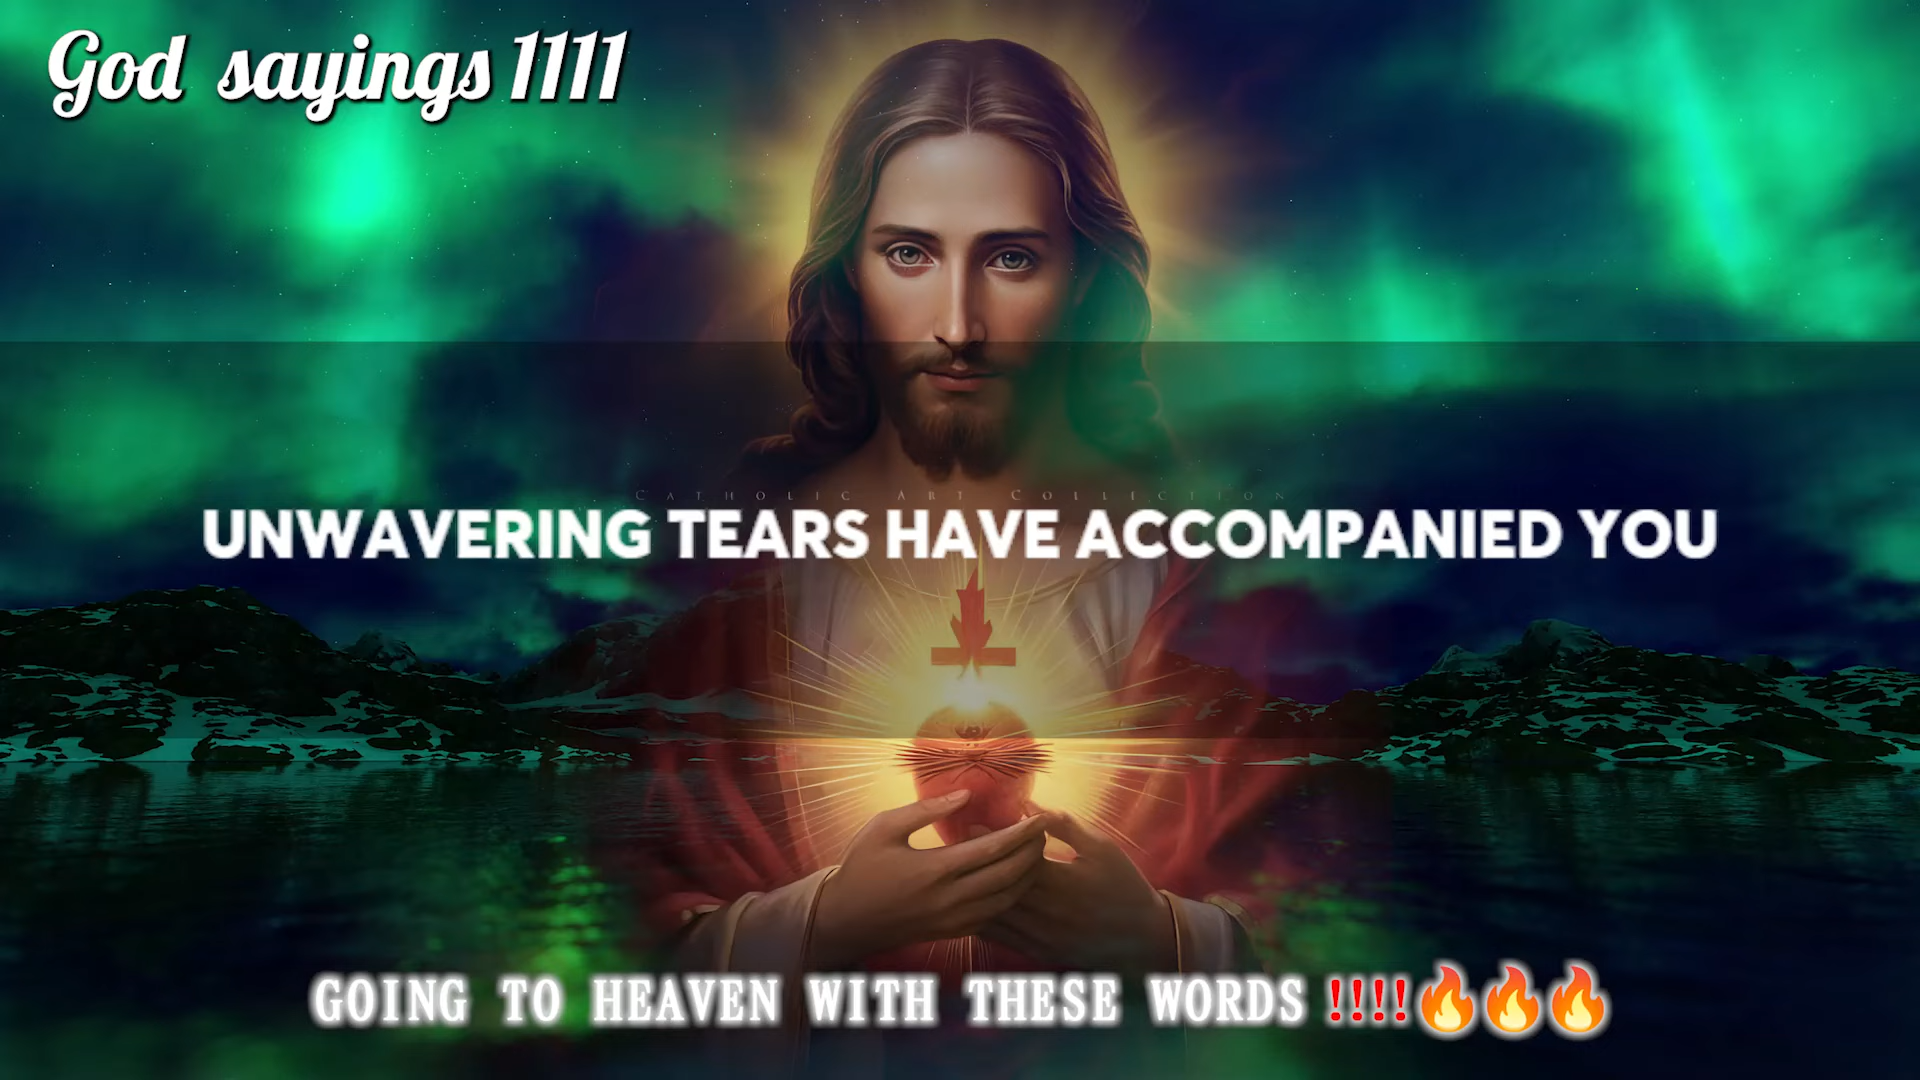 God sayings 1111
CATHOLIC ART COLLECTION
UNWAVERING TEARS HAVE ACCOMPANIED YOU
GOING TO HEAVEN WITH THESE WORDS !!!!🔥🔥🔥